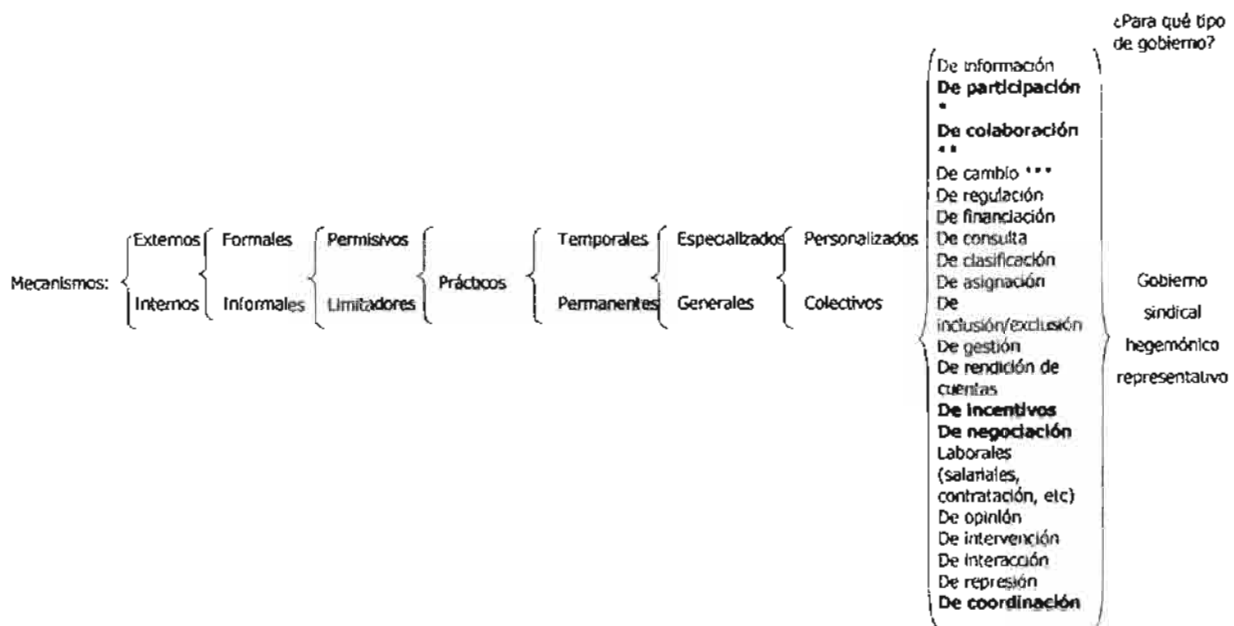 ¿Para qué tipo
de gobierno?
De información
De participación
*
De colaboración
**
De cambio ***
De regulación
De financiación
De consulta
De clasificación
De asignación
De
inclusión/exclusión
De gestión
De rendición de
cuentas
De incentivos
De negociación
Laborales
(salariales,
contratación, etc)
De opinión
De intervención
De interacción
De represión
De coordinación
Mecanismos:
Externos
Internos
Formales
Informales
Permisivos
Limitadores
Prácticos
Temporales
Permanentes
Especializados
Generales
Personalizados
Colectivos
Gobierno
sindical
hegemónico
representativo